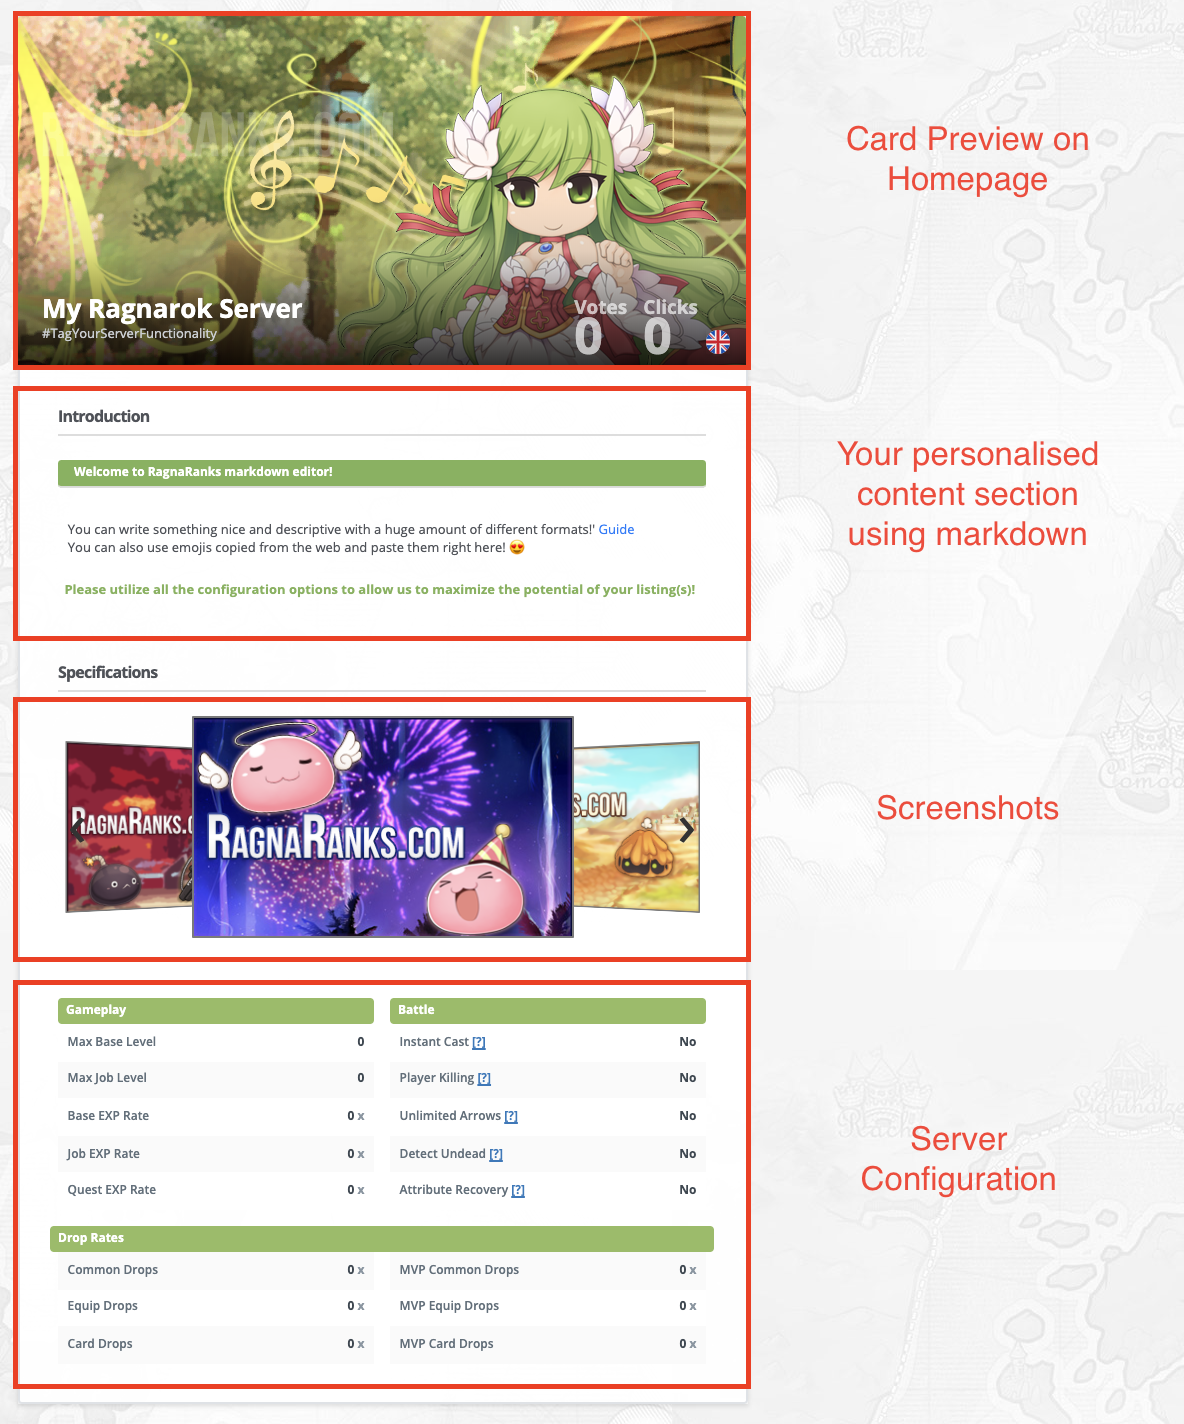 RAGNARANKS.COM
My Ragnarok Server
#TagYourServerFunctionality
Votes Clicks
0 0
Card Preview on
Homepage
Introduction
Welcome to RagnaRanks markdown editor!
You can write something nice and descriptive with a huge amount of different formats!' Guide
You can also use emojis copied from the web and paste them right here! 😍
Please utilize all the configuration options to allow us to maximize the potential of your listing(s)!
Your personalised
content section
using markdown
Specifications
RAGNARANKS.C
RAGNARANKS.COM
S.COM
Screenshots
Gameplay
Max Base Level 0
Max Job Level 0
Base EXP Rate 0 x
Job EXP Rate 0 x
Quest EXP Rate 0 x
Battle
Instant Cast [?] No
Player Killing [?] No
Unlimited Arrows [?] No
Detect Undead [?] No
Attribute Recovery [?] No
Drop Rates
Common Drops 0 x
Equip Drops 0 x
Card Drops 0 x
MVP Common Drops 0 x
MVP Equip Drops 0 x
MVP Card Drops 0 x
Server
Configuration
Rache
Lighthalze
Comod
Rache
Lighthalze